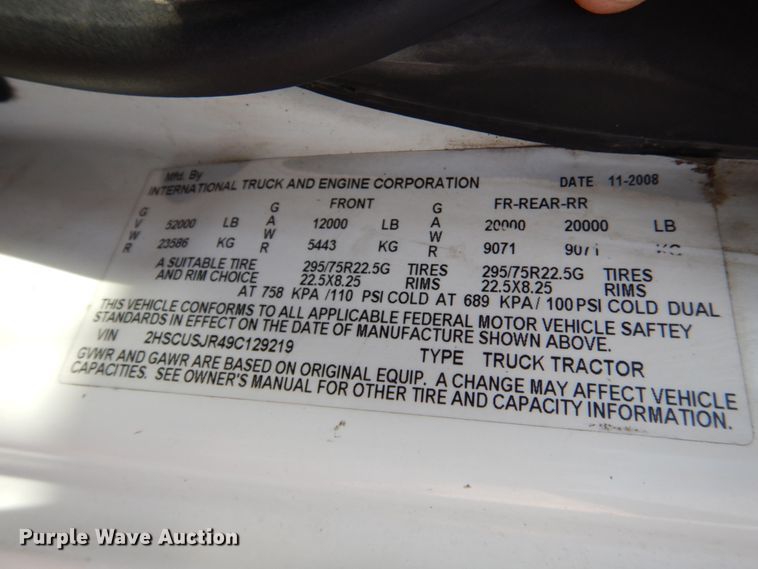 Mfd. By
INTERNATIONAL TRUCK AND ENGINE CORPORATION DATE 11-2008
GVWR 52000 LB 23586 KG
GAWR FRONT 12000 LB 5443 KG
GAWR FR-REAR-RR 20000 20000 LB 9071 9071 KG
A SUITABLE TIRE 295/75R22.5G TIRES 295/75R22.5G TIRES
AND RIM CHOICE 22.5X8.25 RIMS 22.5X8.25 RIMS
AT 758 KPA /110 PSI COLD AT 689 KPA / 100 PSI COLD DUAL
THIS VEHICLE CONFORMS TO ALL APPLICABLE FEDERAL MOTOR VEHICLE SAFTEY
STANDARDS IN EFFECT ON THE DATE OF MANUFACTURE SHOWN ABOVE.
VIN 2HSCUSJR49C129219 TYPE TRUCK TRACTOR
GVWR AND GAWR ARE BASED ON ORIGINAL EQUIP. A CHANGE MAY AFFECT VEHICLE
CAPACITIES. SEE OWNER'S MANUAL FOR OTHER TIRE AND CAPACITY INFORMATION.
Purple Wave Auction